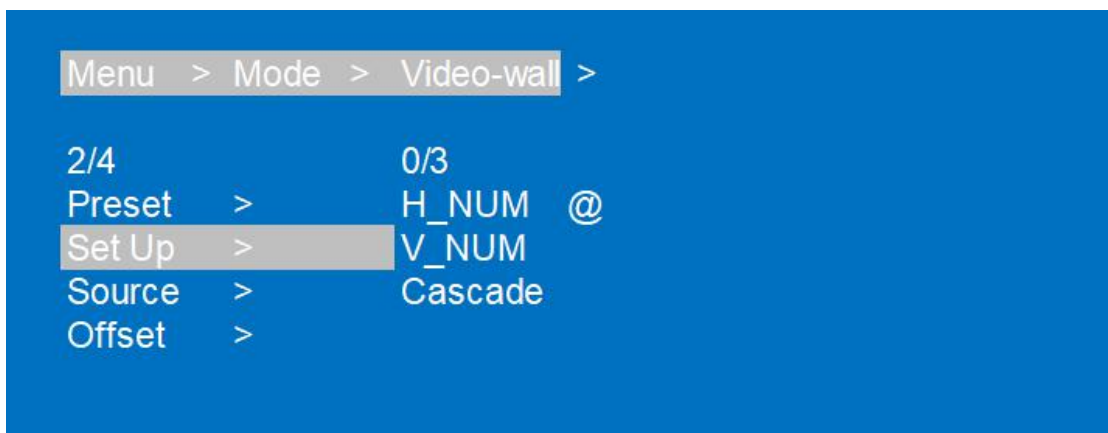 Menu > Mode > Video-wall >
2/4 0/3
Preset > H_NUM @
Set Up > V_NUM
Source > Cascade
Offset >